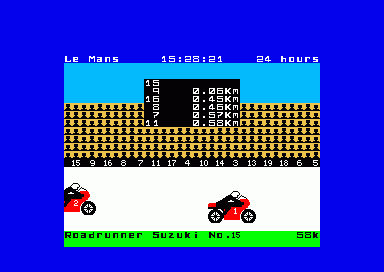 Le Mans 15:28:21 24 hours
15
9 0.06Km
16 0.45Km
8 0.46Km
7 0.57Km
11 0.58Km
15 9 16 8 7 11 17 4 10 14 3 13 19 18 6 5
2 1
Roadrunner Suzuki No.15 58k